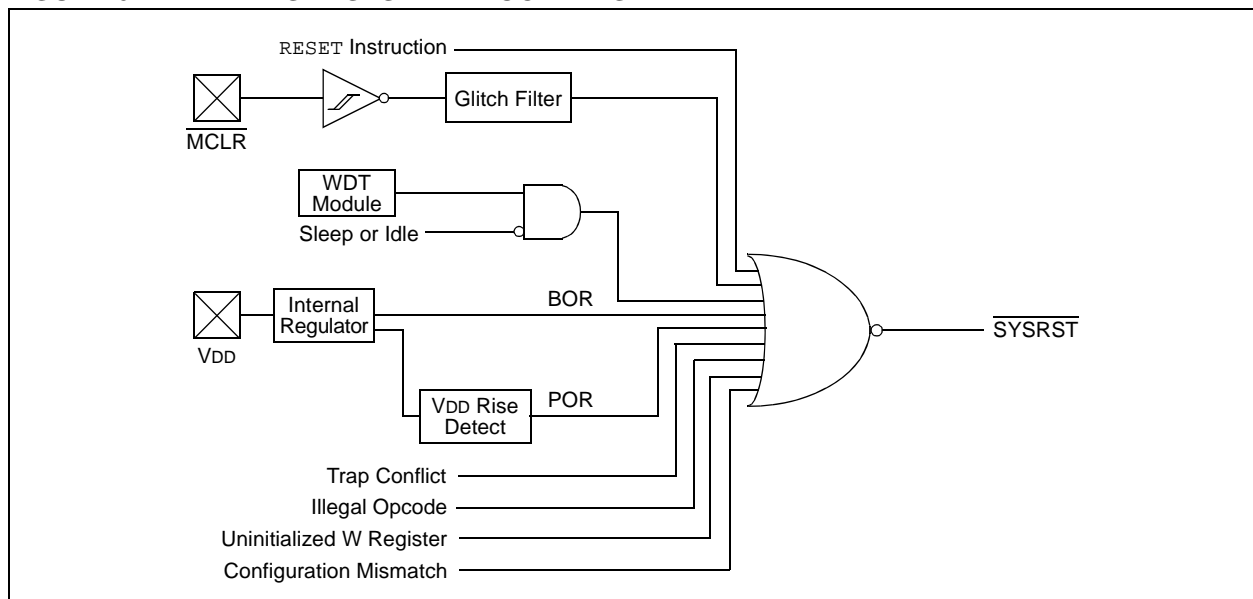 RESET Instruction
Glitch Filter
MCLR
WDT
Module
Sleep or Idle
Internal
Regulator
BOR
VDD
SYSRST
VDD Rise
Detect
POR
Trap Conflict
Illegal Opcode
Uninitialized W Register
Configuration Mismatch